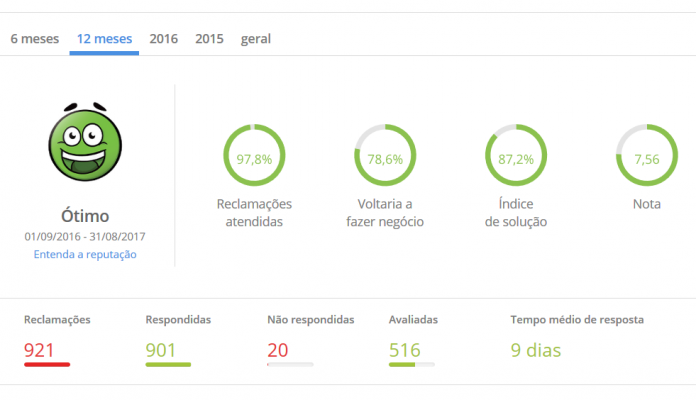 6 meses 12 meses 2016 2015 geral
97,8% 78,6% 87,2% 7,56
Reclamações atendidas
Voltaria a fazer negócio
Índice de solução
Nota
Ótimo
01/09/2016 - 31/08/2017
Entenda a reputação
Reclamações Respondidas Não respondidas Avaliadas Tempo médio de resposta
921 901 20 516 9 dias